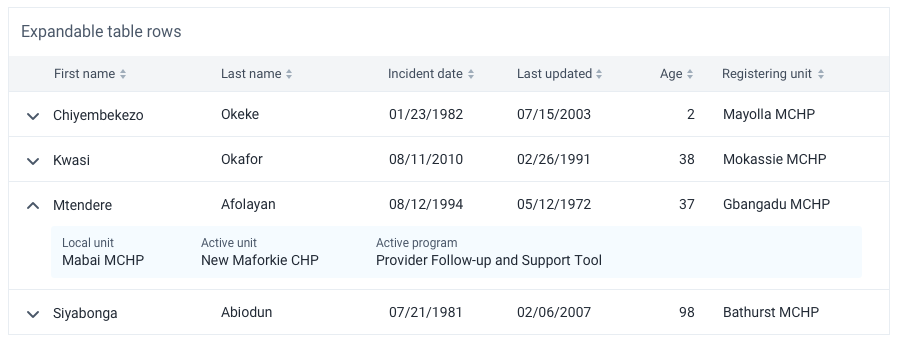 Expandable table rows
First name Last name Incident date Last updated Age Registering unit
Chiyembekezo Okeke 01/23/1982 07/15/2003 2 Mayolla MCHP
Kwasi Okafor 08/11/2010 02/26/1991 38 Mokassie MCHP
Mtendere Afolayan 08/12/1994 05/12/1972 37 Gbangadu MCHP
Local unit Active unit Active program
Mabai MCHP New Maforkie CHP Provider Follow-up and Support Tool
Siyabonga Abiodun 07/21/1981 02/06/2007 98 Bathurst MCHP